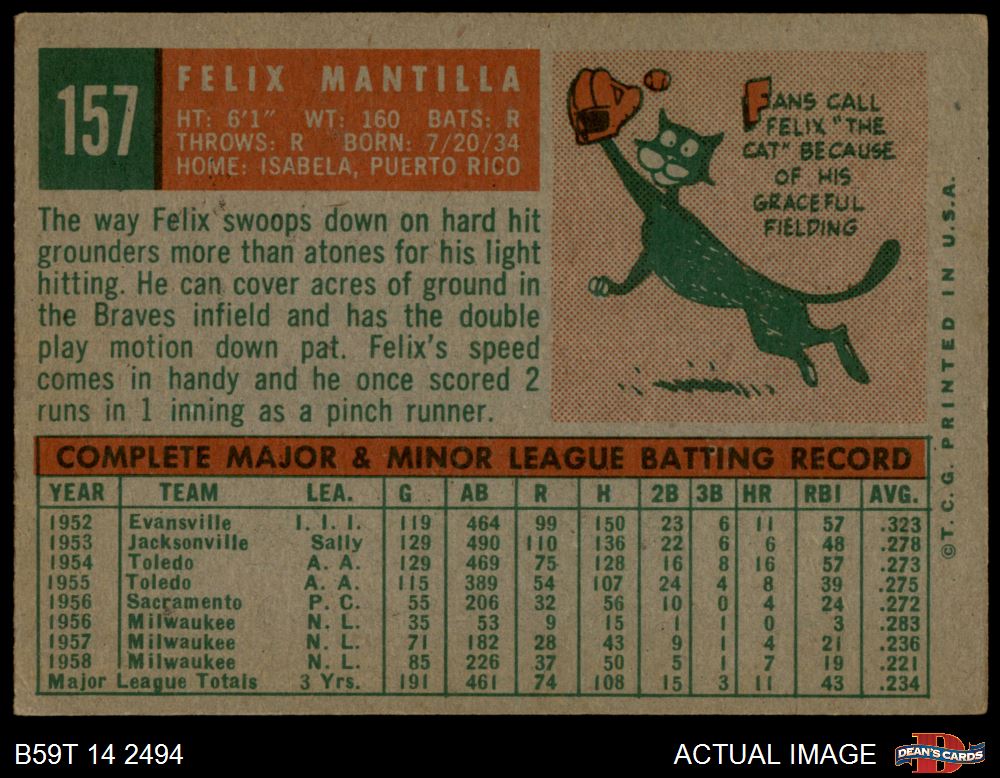 157
FELIX MANTILLA
HT: 6'1" WT: 160 BATS: R
THROWS: R BORN: 7/20/34
HOME: ISABELA, PUERTO RICO
The way Felix swoops down on hard hit
grounders more than atones for his light
hitting. He can cover acres of ground in
the Braves infield and has the double
play motion down pat. Felix's speed
comes in handy and he once scored 2
runs in 1 inning as a pinch runner.
FANS CALL
FELIX "THE
CAT" BECAUSE
OF HIS
GRACEFUL
FIELDING
©T. C. G. PRINTED IN U.S.A.
COMPLETE MAJOR & MINOR LEAGUE BATTING RECORD
YEAR TEAM LEA. G AB R H 2B 3B HR RBI AVG.
1952 Evansville I. I. I. 119 464 99 150 23 6 11 57 .323
1953 Jacksonville Sally 129 490 110 136 22 6 6 48 .278
1954 Toledo A. A. 129 469 75 128 16 8 16 57 .273
1955 Toledo A. A. 115 389 54 107 24 4 8 39 .275
1956 Sacramento P. C. 55 206 32 56 10 0 4 24 .272
1956 Milwaukee N. L. 35 53 9 15 1 1 0 3 .283
1957 Milwaukee N. L. 71 182 28 43 9 1 4 21 .236
1958 Milwaukee N. L. 85 226 37 50 5 1 7 19 .221
Major League Totals 3 Yrs. 191 461 74 108 15 3 11 43 .234
B59T 14 2494
ACTUAL IMAGE
DEAN'S CARDS